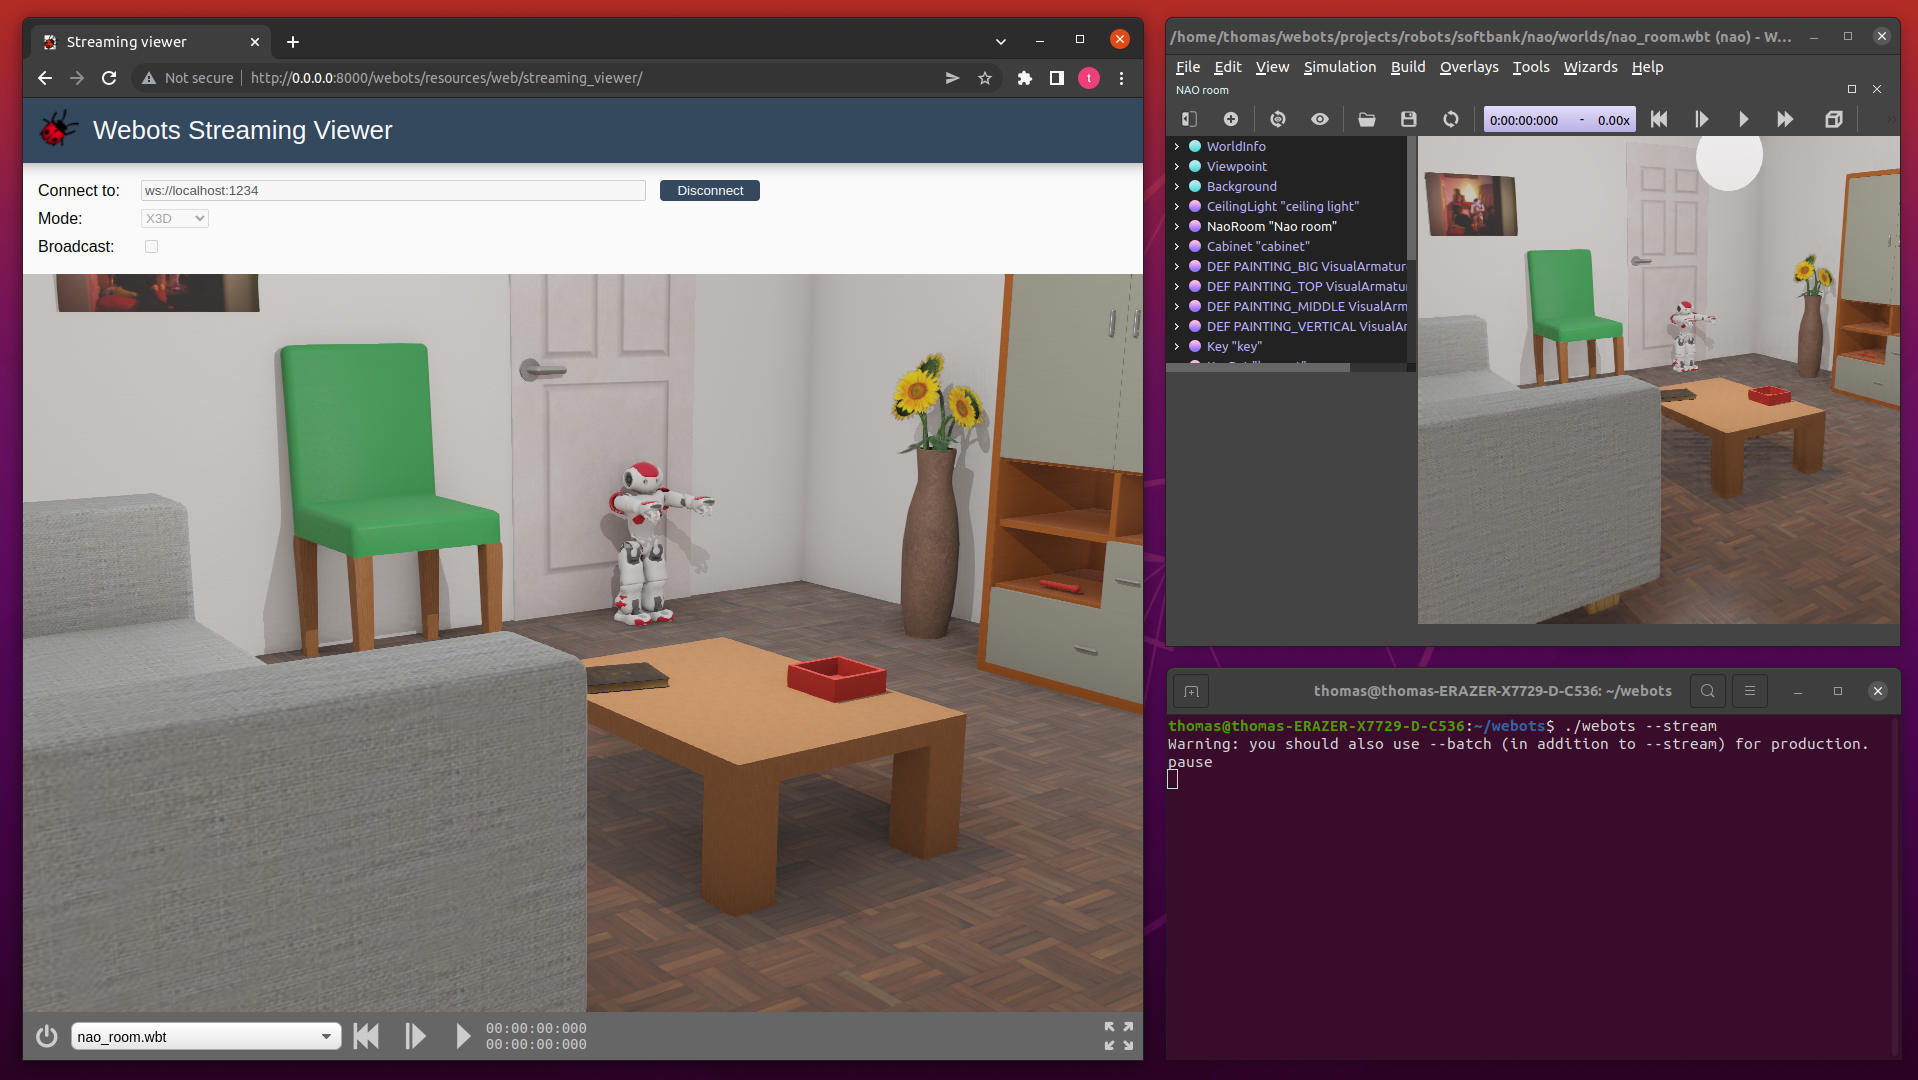 Streaming viewer
Not secure
http://0.0.0.0:8000/webots/resources/web/streaming_viewer/
t
Webots Streaming Viewer
Connect to:
ws://localhost:1234
Disconnect
Mode:
X3D
Broadcast:
nao_room.wbt
00:00:00:000
00:00:00:000
/home/thomas/webots/projects/robots/softbank/nao/worlds/nao_room.wbt (nao) - W...
File Edit View Simulation Build Overlays Tools Wizards Help
NAO room
0:00:00:000 - 0.00x
WorldInfo
Viewpoint
Background
CeilingLight "ceiling light"
NaoRoom "Nao room"
Cabinet "cabinet"
DEF PAINTING_BIG VisualArmatur
DEF PAINTING_TOP VisualArmatu
DEF PAINTING_MIDDLE VisualArm
DEF PAINTING_VERTICAL VisualAr
Key "key"
thomas@thomas-ERAZER-X7729-D-C536: ~/webots
thomas@thomas-ERAZER-X7729-D-C536:~/webots$ ./webots --stream
Warning: you should also use --batch (in addition to --stream) for production.
pause